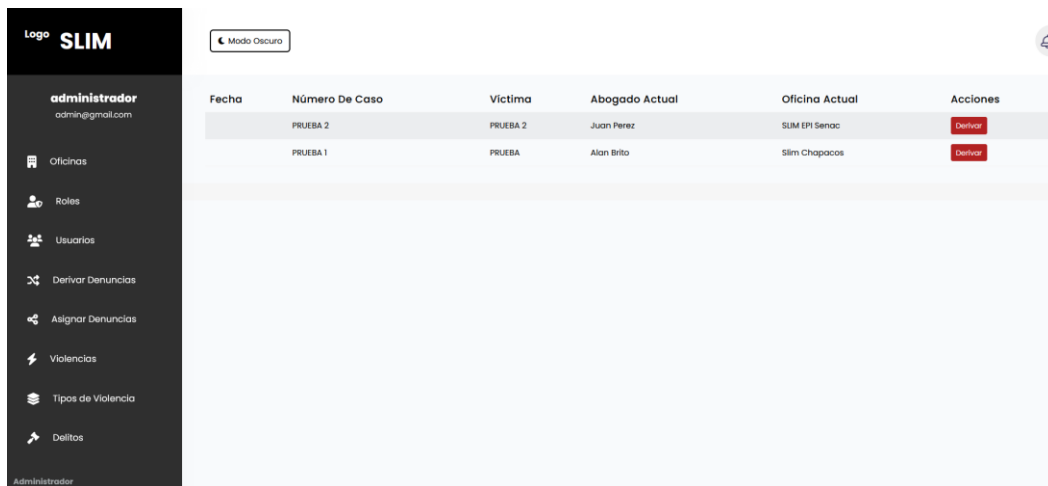 Logo SLIM
Modo Oscuro
administrador
admin@gmail.com
Oficinas
Roles
Usuarios
Derivar Denuncias
Asignar Denuncias
Violencias
Tipos de Violencia
Delitos
Administrador
Fecha Número De Caso Víctima Abogado Actual Oficina Actual Acciones
PRUEBA 2 PRUEBA 2 Juan Perez SLIM EPI Senac Derivar
PRUEBA 1 PRUEBA Alan Brito Slim Chapacos Derivar